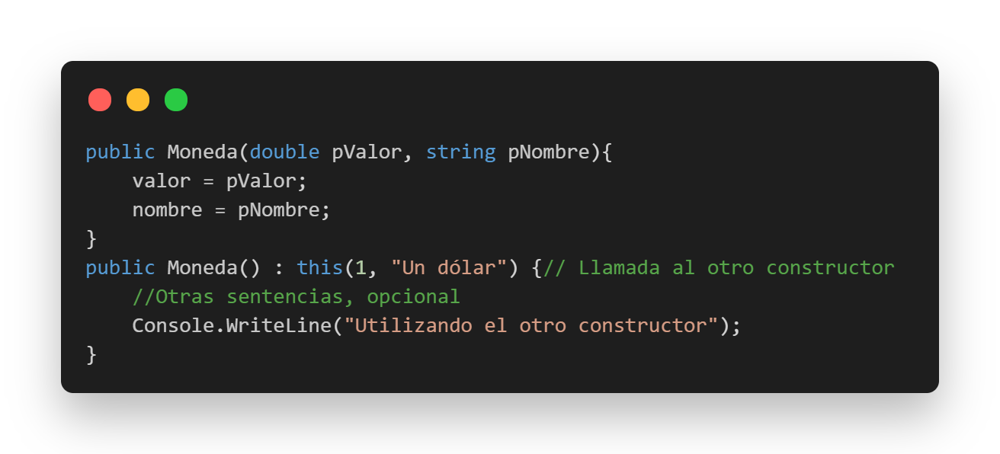 public Moneda(double pValor, string pNombre){
    valor = pValor;
    nombre = pNombre;
}
public Moneda() : this(1, "Un dólar") {// Llamada al otro constructor
    //Otras sentencias, opcional
    Console.WriteLine("Utilizando el otro constructor");
}